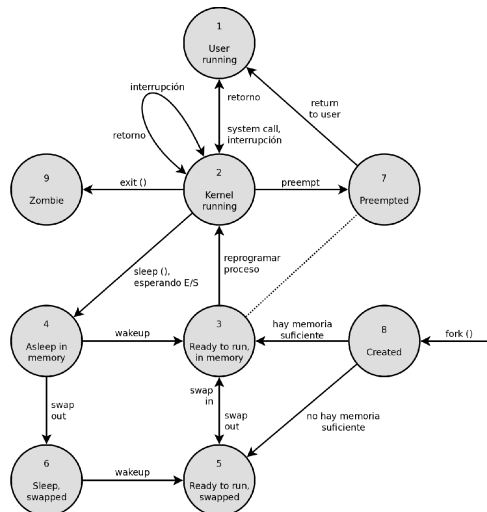 1
User
running
interrupción
retorno
retorno
system call,
interrupción
return
to user
9
Zombie
exit ()
2
Kernel
running
preempt
7
Preempted
sleep (),
esperando E/S
reprogramar
proceso
4
Asleep in
memory
wakeup
3
Ready to run,
in memory
hay memoria
suficiente
8
Created
fork ()
swap
out
swap
in
swap
out
no hay memoria
suficiente
6
Sleep,
swapped
wakeup
5
Ready to run,
swapped